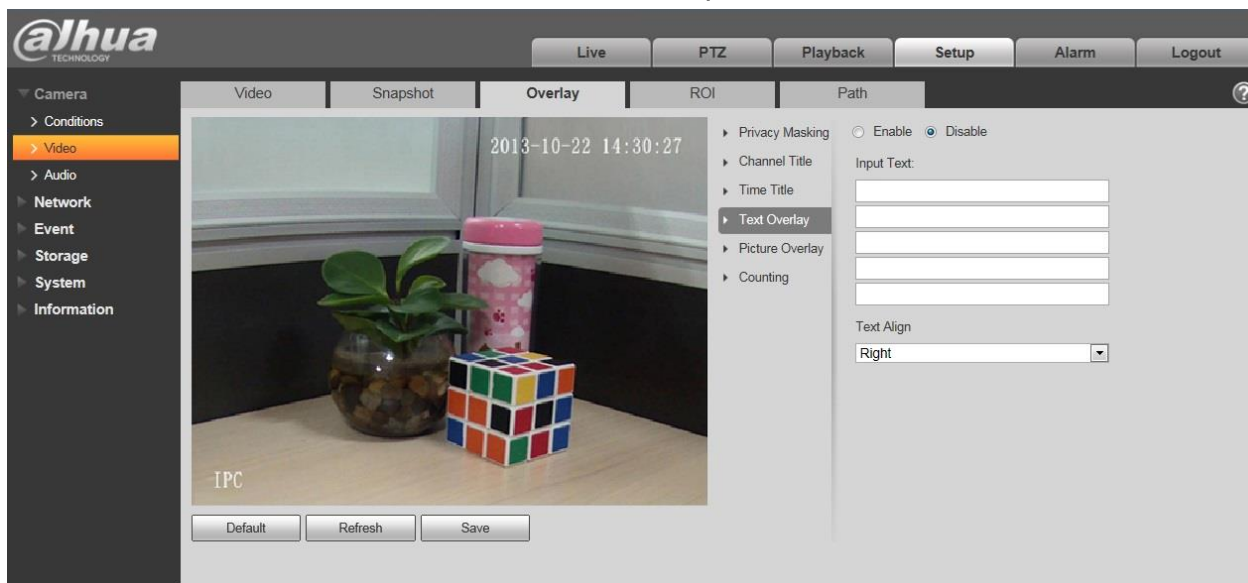 alhua
TECHNOLOGY
Live
PTZ
Playback
Setup
Alarm
Logout
Camera
Conditions
Video
Audio
Network
Event
Storage
System
Information
Video
Snapshot
Overlay
ROI
Path
?
2013-10-22 14:30:27
IPC
Default
Refresh
Save
Privacy Masking
Channel Title
Time Title
Text Overlay
Picture Overlay
Counting
Enable
Disable
Input Text:
Text Align
Right